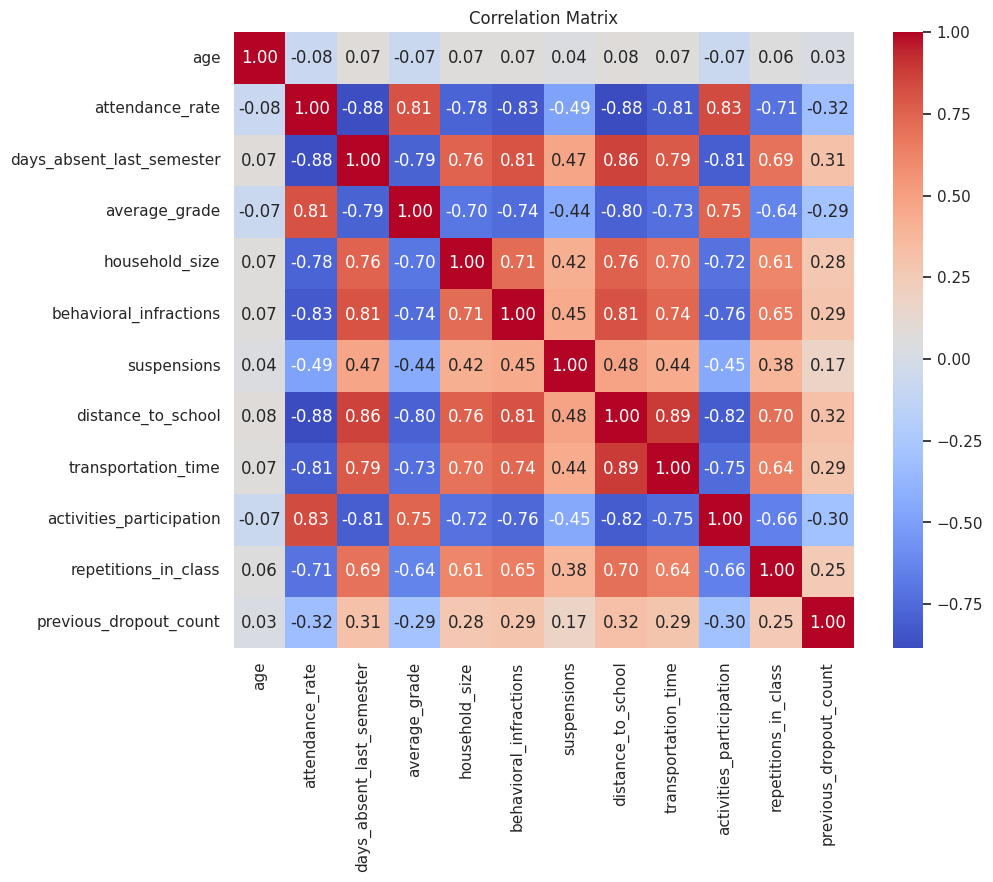 Correlation Matrix
age 1.00 -0.08 0.07 -0.07 0.07 0.07 0.04 0.08 0.07 -0.07 0.06 0.03
attendance_rate -0.08 1.00 -0.88 0.81 -0.78 -0.83 -0.49 -0.88 -0.81 0.83 -0.71 -0.32
days_absent_last_semester 0.07 -0.88 1.00 -0.79 0.76 0.81 0.47 0.86 0.79 -0.81 0.69 0.31
average_grade -0.07 0.81 -0.79 1.00 -0.70 -0.74 -0.44 -0.80 -0.73 0.75 -0.64 -0.29
household_size 0.07 -0.78 0.76 -0.70 1.00 0.71 0.42 0.76 0.70 -0.72 0.61 0.28
behavioral_infractions 0.07 -0.83 0.81 -0.74 0.71 1.00 0.45 0.81 0.74 -0.76 0.65 0.29
suspensions 0.04 -0.49 0.47 -0.44 0.42 0.45 1.00 0.48 0.44 -0.45 0.38 0.17
distance_to_school 0.08 -0.88 0.86 -0.80 0.76 0.81 0.48 1.00 0.89 -0.82 0.70 0.32
transportation_time 0.07 -0.81 0.79 -0.73 0.70 0.74 0.44 0.89 1.00 -0.75 0.64 0.29
activities_participation -0.07 0.83 -0.81 0.75 -0.72 -0.76 -0.45 -0.82 -0.75 1.00 -0.66 -0.30
repetitions_in_class 0.06 -0.71 0.69 -0.64 0.61 0.65 0.38 0.70 0.64 -0.66 1.00 0.25
previous_dropout_count 0.03 -0.32 0.31 -0.29 0.28 0.29 0.17 0.32 0.29 -0.30 0.25 1.00
age
attendance_rate
days_absent_last_semester
average_grade
household_size
behavioral_infractions
suspensions
distance_to_school
transportation_time
activities_participation
repetitions_in_class
previous_dropout_count
1.00
0.75
0.50
0.25
0.00
−0.25
−0.50
−0.75